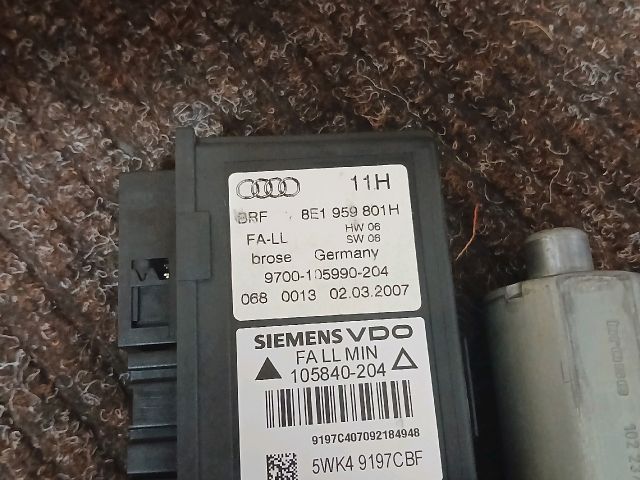 11H
BRF 8E1 959 801H
FA-LL HW 06
SW 06
brose Germany
9700-105990-204
068 0013 02.03.2007
SIEMENS VDO
FA LL MIN
105840-204
9197C407092184948
5WK4 9197CBF
brose